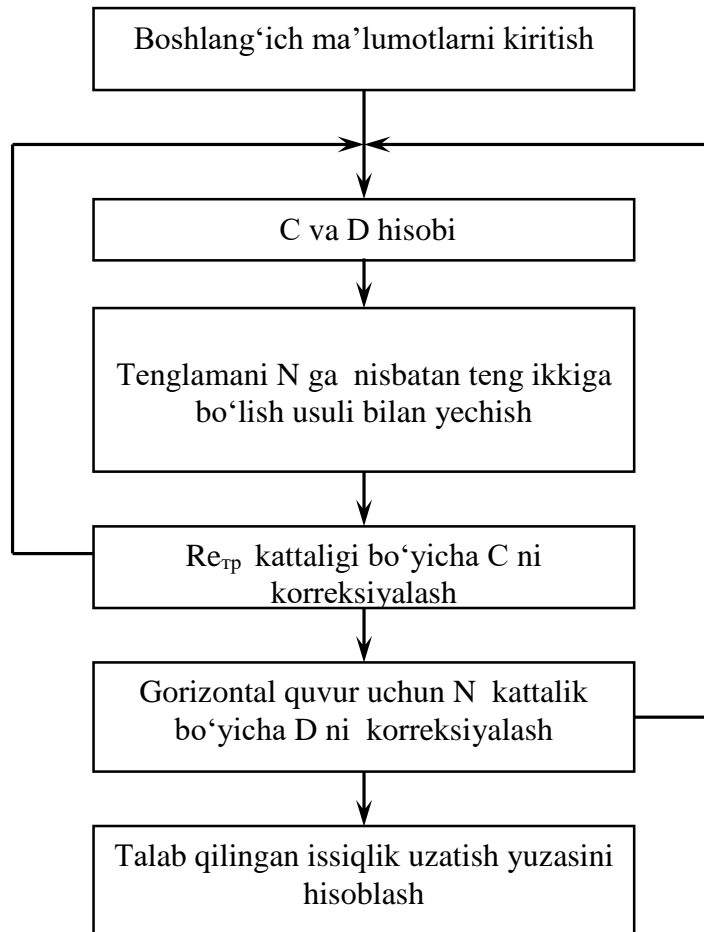 Boshlang‘ich ma’lumotlarni kiritish
C va D hisobi
Tenglamani N ga nisbatan teng ikkiga
bo‘lish usuli bilan yechish
Reтр kattaligi bo‘yicha C ni
korreksiyalash
Gorizontal quvur uchun N kattalik
bo‘yicha D ni korreksiyalash
Talab qilingan issiqlik uzatish yuzasini
hisoblash